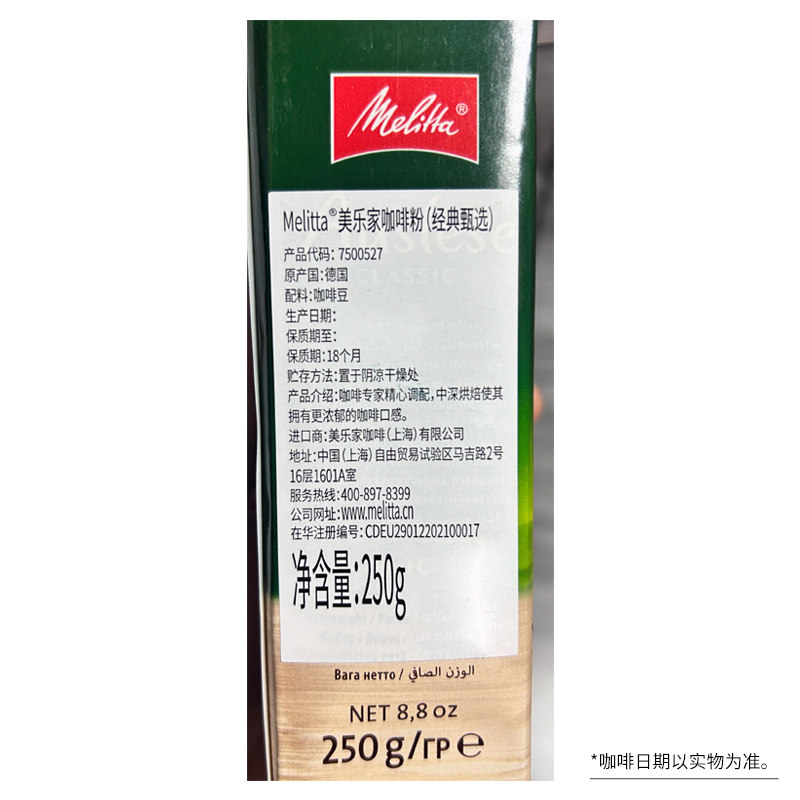 Melitta®
Melitta®美乐家咖啡粉(经典甄选)
产品代码：7500527
原产国：德国
配料：咖啡豆
生产日期：
保质期至：
保质期：18个月
贮存方法：置于阴凉干燥处
产品介绍：咖啡专家精心调配，中深烘焙使其
拥有更浓郁的咖啡口感。
进口商：美乐家咖啡(上海)有限公司
地址：中国(上海)自由贸易试验区马吉路2号
16层1601A室
服务热线：400-897-8399
公司网址：www.melitta.cn
在华注册编号：CDEU29012202100017
净含量：250g
Вага нетто / الوزن الصافي
NET 8,8 oz
250 g/ГР ℮
*咖啡日期以实物为准。